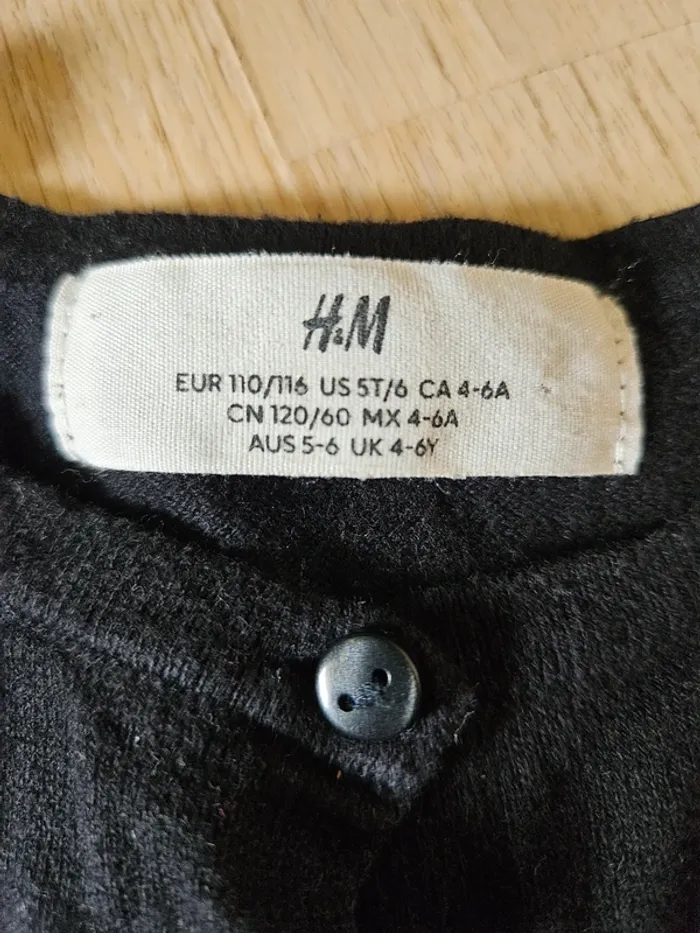 H&M
EUR 110/116 US 5T/6 CA 4-6A
CN 120/60 MX 4-6A
AUS 5-6 UK 4-6Y